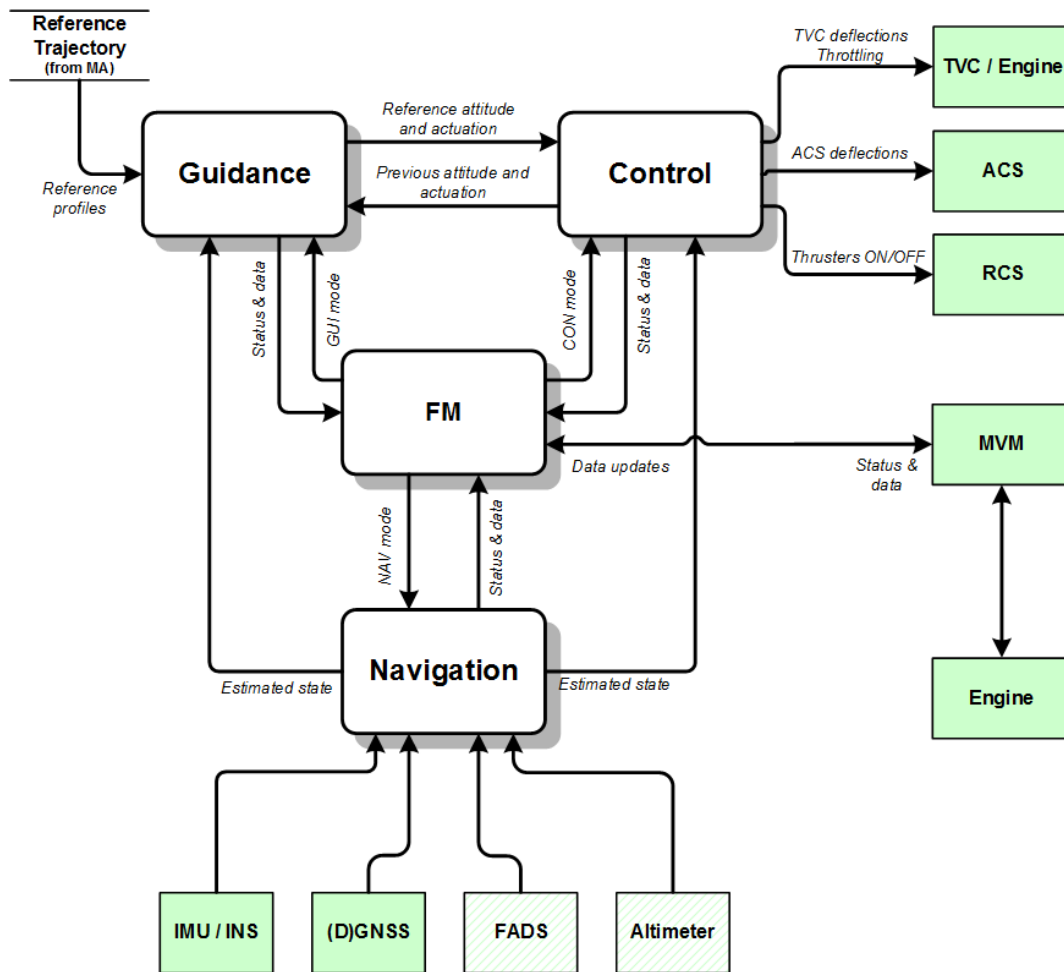 Reference
Trajectory
(from MA)
TVC deflections
Throttling
TVC / Engine
Reference attitude
and actuation
Guidance
Control
ACS deflections
ACS
Reference
profiles
Previous attitude and
actuation
Thrusters ON/OFF
RCS
Status & data
GUI mode
CON mode
Status & data
FM
MVM
Data updates
Status &
data
NAV mode
Status & data
Navigation
Estimated state
Estimated state
Engine
IMU / INS
(D)GNSS
FADS
Altimeter